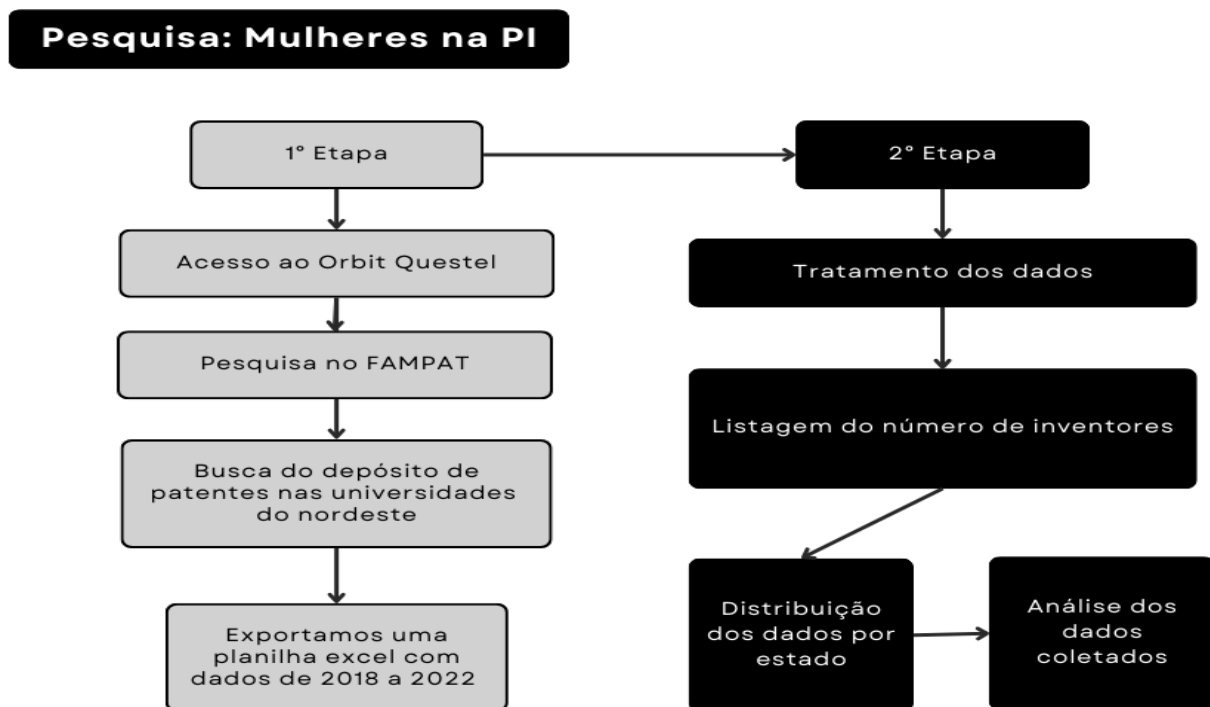 Pesquisa: Mulheres na PI
1° Etapa
Acesso ao Orbit Questel
Pesquisa no FAMPAT
Busca do depósito de
patentes nas universidades
do nordeste
Exportamos uma
planilha excel com
dados de 2018 a 2022
2° Etapa
Tratamento dos dados
Listagem do número de inventores
Distribuição
dos dados por
estado
Análise dos
dados
coletados